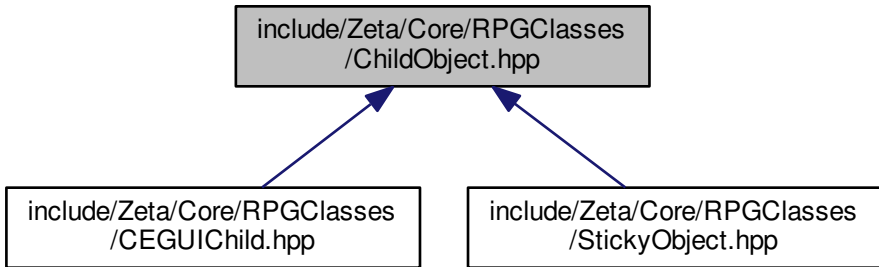 include/Zeta/Core/RPGClasses
/ChildObject.hpp
include/Zeta/Core/RPGClasses
/CEGUIChild.hpp
include/Zeta/Core/RPGClasses
/StickyObject.hpp